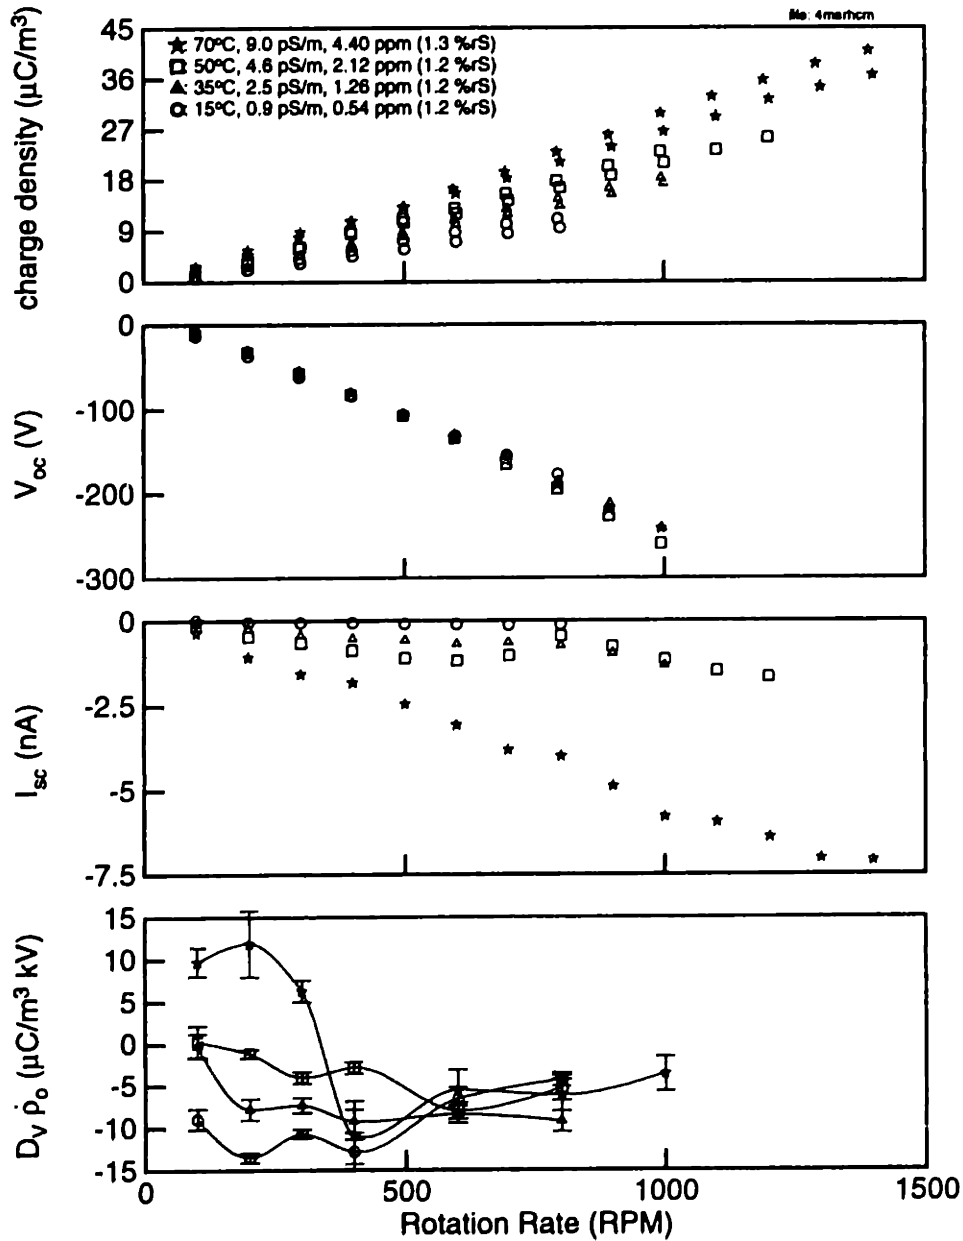 file: 4marhcm
45
36
27
18
9
0
charge density (μC/m³)
★ 70°C, 9.0 pS/m, 4.40 ppm (1.3 %rS)
□ 50°C, 4.6 pS/m, 2.12 ppm (1.2 %rS)
▲ 35°C, 2.5 pS/m, 1.26 ppm (1.2 %rS)
○ 15°C, 0.9 pS/m, 0.54 ppm (1.2 %rS)
0
-100
-200
-300
V_oc (V)
0
-2.5
-5
-7.5
I_sc (nA)
15
10
5
0
-5
-10
-15
D_v ρ̇_o (μC/m³ kV)
0 500 1000 1500
Rotation Rate (RPM)